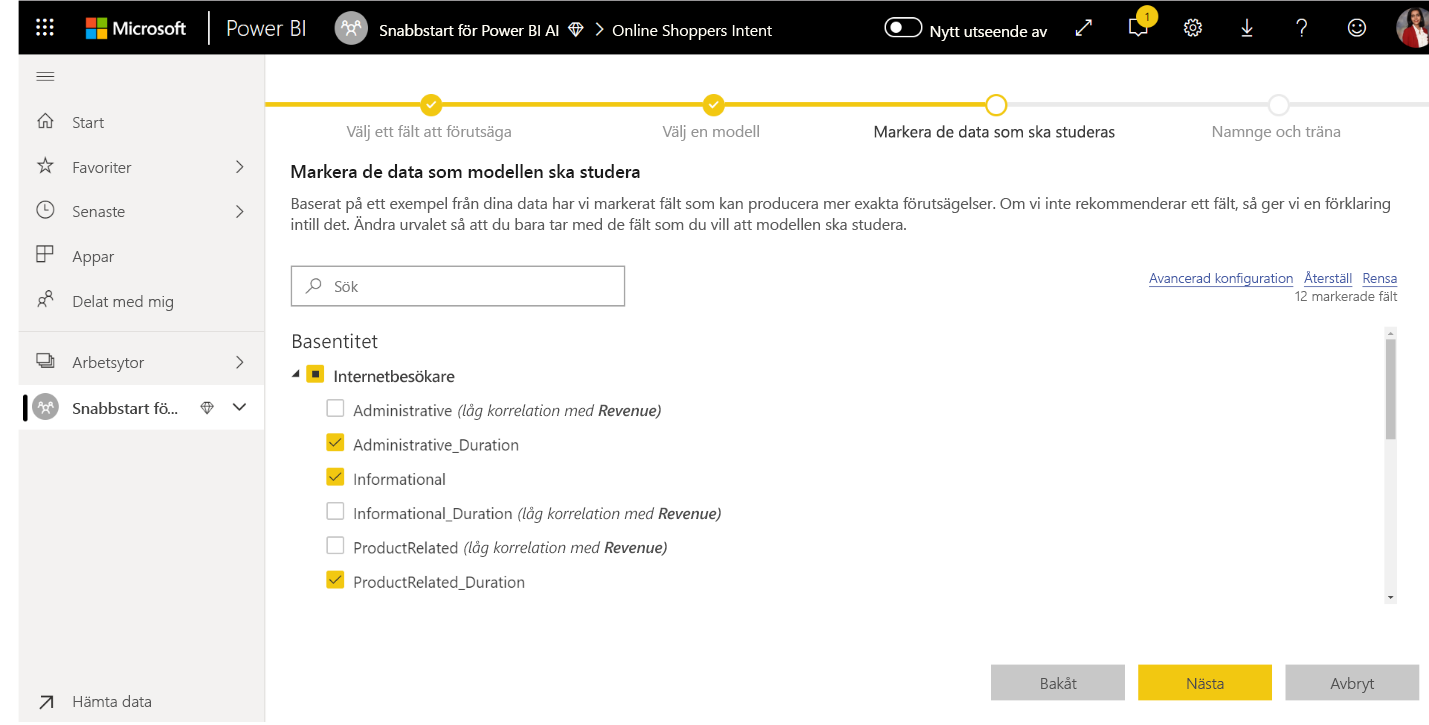 Microsoft Power BI Snabbstart för Power BI AI > Online Shoppers Intent Nytt utseende av 1
Start
Favoriter
Senaste
Appar
Delat med mig
Arbetsytor
Snabbstart fö...
Hämta data
Välj ett fält att förutsäga Välj en modell Markera de data som ska studeras Namnge och träna
Markera de data som modellen ska studera
Baserat på ett exempel från dina data har vi markerat fält som kan producera mer exakta förutsägelser. Om vi inte rekommenderar ett fält, så ger vi en förklaring
intill det. Ändra urvalet så att du bara tar med de fält som du vill att modellen ska studera.
Sök
Avancerad konfiguration Återställ Rensa
12 markerade fält
Basentitet
Internetbesökare
Administrative (låg korrelation med Revenue)
Administrative_Duration
Informational
Informational_Duration (låg korrelation med Revenue)
ProductRelated (låg korrelation med Revenue)
ProductRelated_Duration
Bakåt Nästa Avbryt